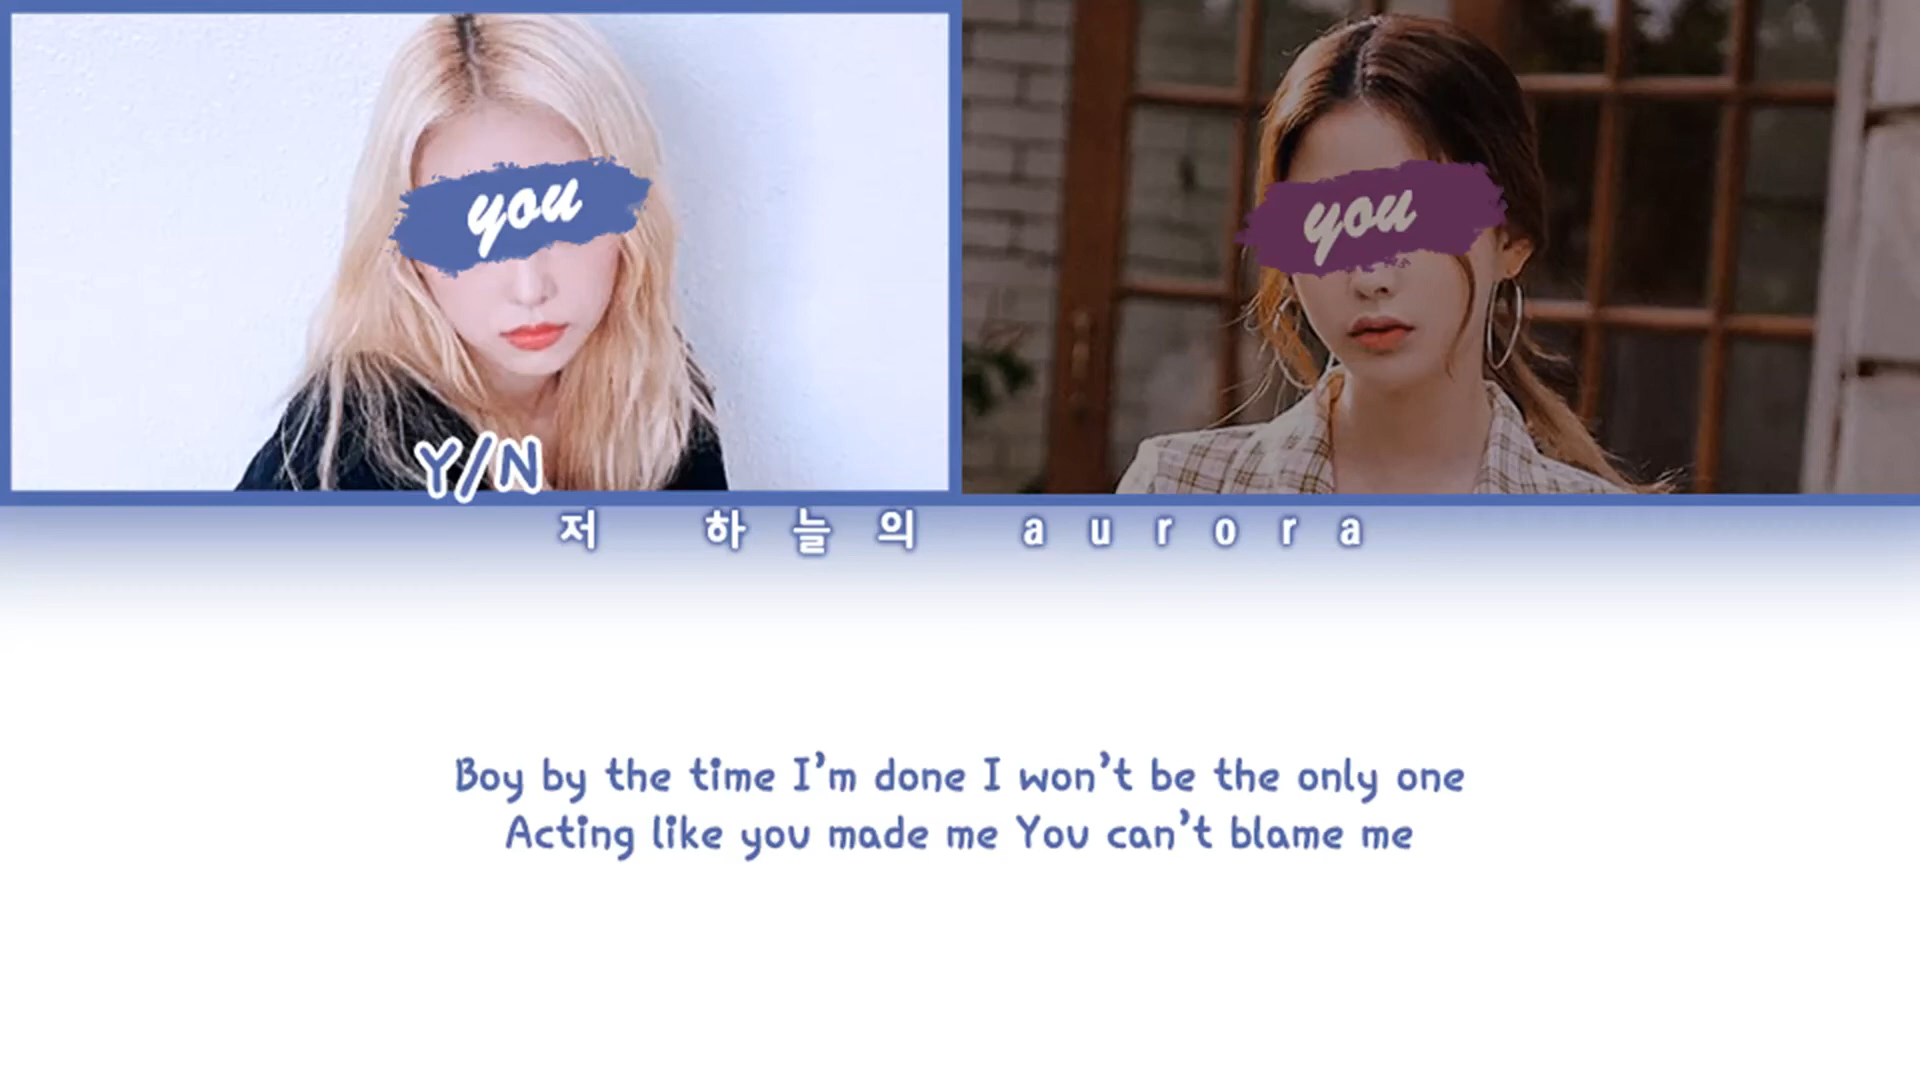 you
you
Y/N
저 하늘의 aurora
Boy by the time I'm done I won't be the only one
Acting like you made me You can't blame me